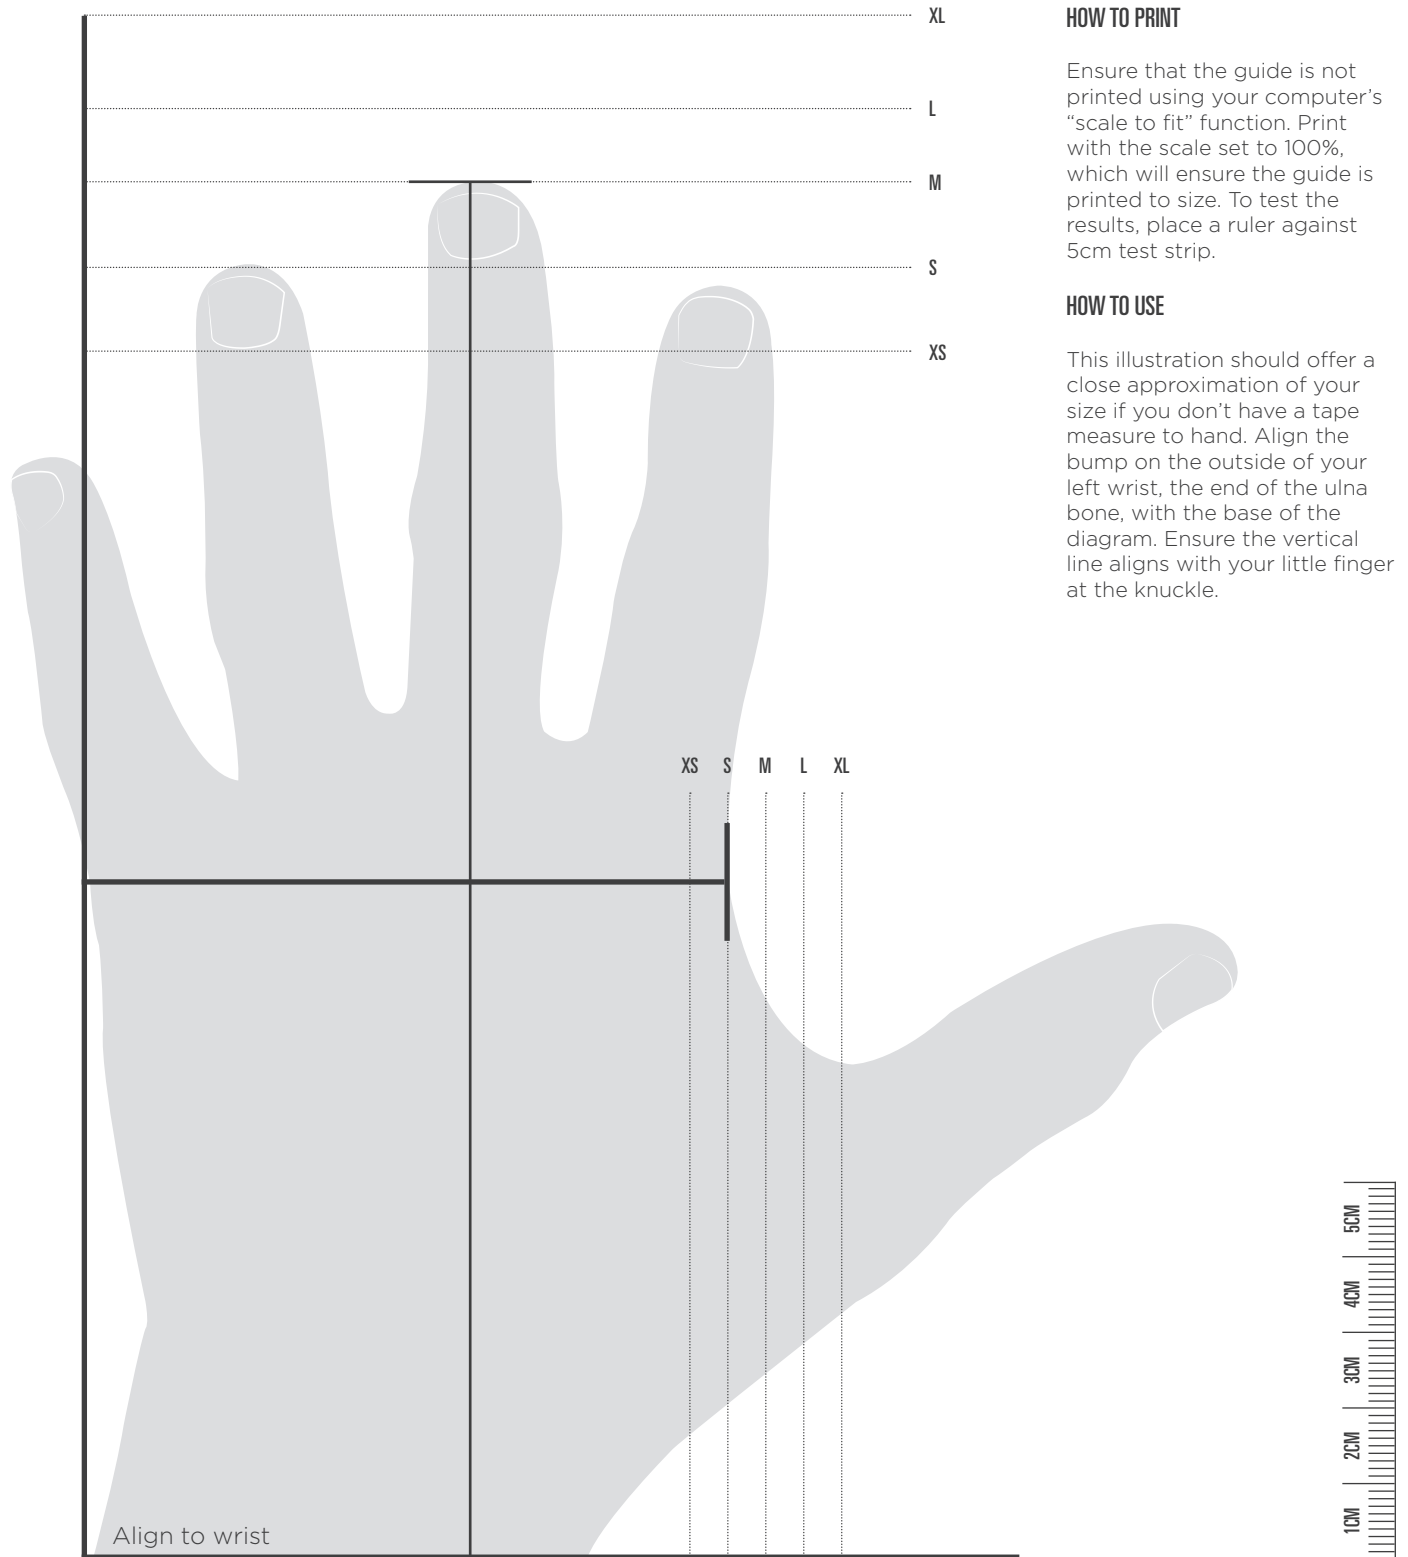 XL
L
M
S
XS
XS S M L XL
Align to wrist
HOW TO PRINT
Ensure that the guide is not
printed using your computer’s
“scale to fit” function. Print
with the scale set to 100%,
which will ensure the guide is
printed to size. To test the
results, place a ruler against
5cm test strip.
HOW TO USE
This illustration should offer a
close approximation of your
size if you don’t have a tape
measure to hand. Align the
bump on the outside of your
left wrist, the end of the ulna
bone, with the base of the
diagram. Ensure the vertical
line aligns with your little finger
at the knuckle.
5CM
4CM
3CM
2CM
1CM